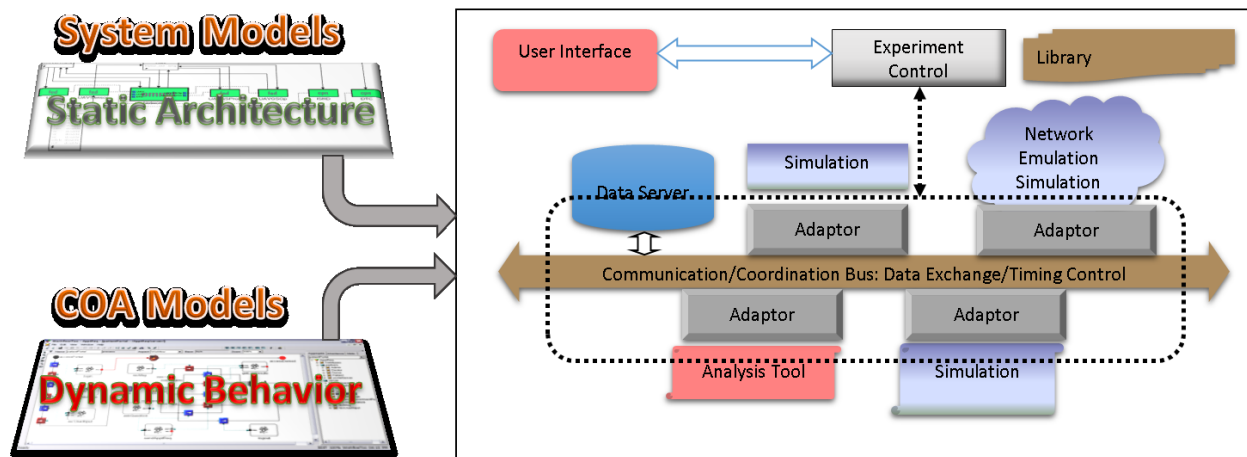 System Models
Static Architecture
COA Models
Dynamic Behavior
User Interface
Experiment
Control
Library
Network
Emulation
Simulation
Simulation
Data Server
Adaptor
Adaptor
Communication/Coordination Bus: Data Exchange/Timing Control
Adaptor
Adaptor
Analysis Tool
Simulation